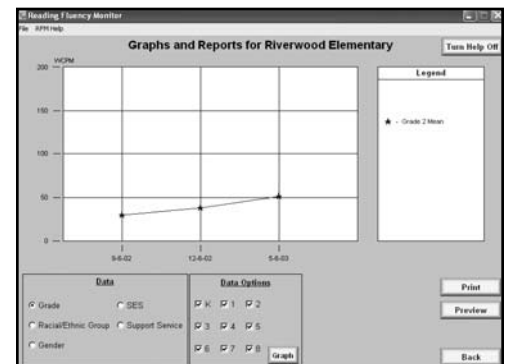 Reading Fluency Monitor
File RFM Help
Graphs and Reports for Riverwood Elementary
Turn Help Off
WCPM
200
150
100
50
0
9-6-02 12-6-02 5-6-03
Legend
- Grade 2 Mean
Data
Grade SES
Racial/Ethnic Group Support Service
Gender
Data Options
K 1 2
3 4 5
6 7 8
Graph
Print
Preview
Back